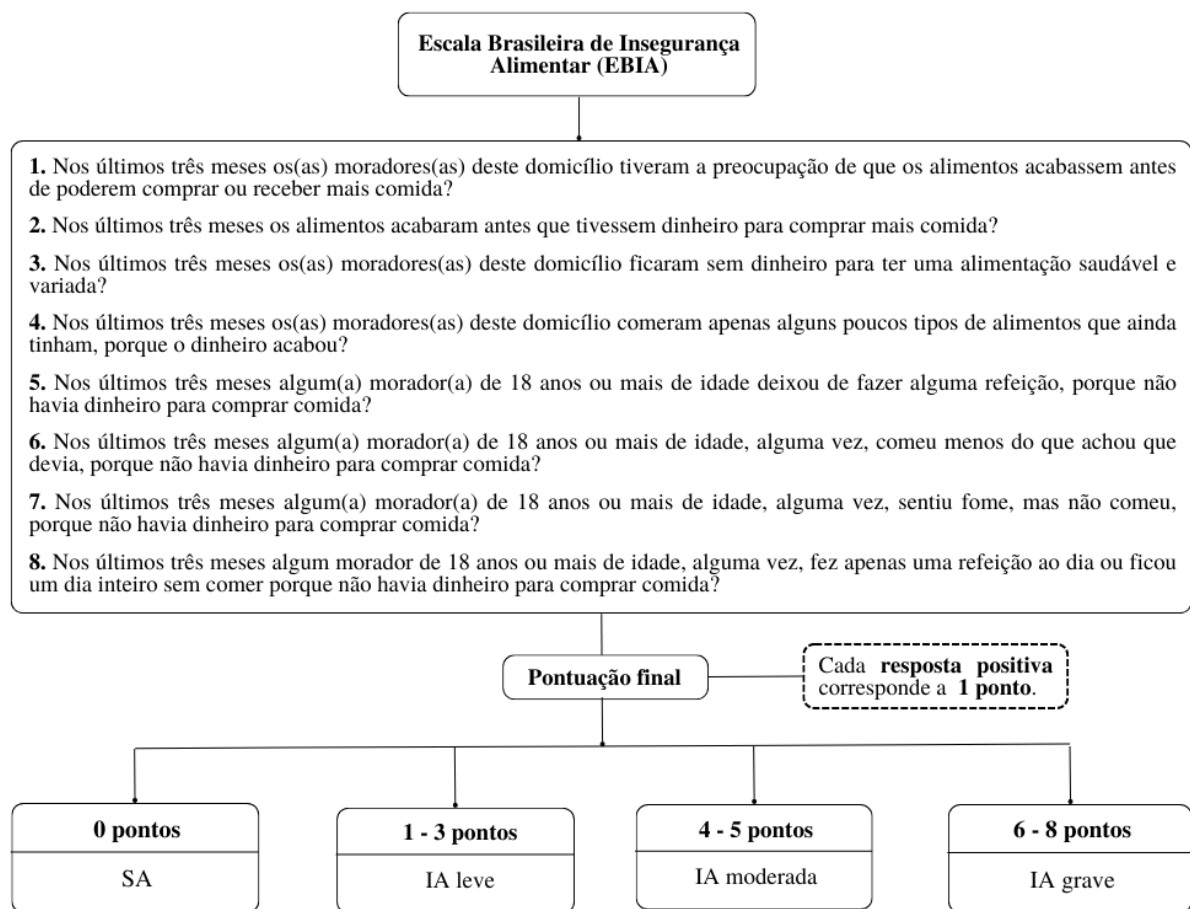 Escala Brasileira de Insegurança
Alimentar (EBIA)
1. Nos últimos três meses os(as) moradores(as) deste domicílio tiveram a preocupação de que os alimentos acabassem antes
de poderem comprar ou receber mais comida?
2. Nos últimos três meses os alimentos acabaram antes que tivessem dinheiro para comprar mais comida?
3. Nos últimos três meses os(as) moradores(as) deste domicílio ficaram sem dinheiro para ter uma alimentação saudável e
variada?
4. Nos últimos três meses os(as) moradores(as) deste domicílio comeram apenas alguns poucos tipos de alimentos que ainda
tinham, porque o dinheiro acabou?
5. Nos últimos três meses algum(a) morador(a) de 18 anos ou mais de idade deixou de fazer alguma refeição, porque não
havia dinheiro para comprar comida?
6. Nos últimos três meses algum(a) morador(a) de 18 anos ou mais de idade, alguma vez, comeu menos do que achou que
devia, porque não havia dinheiro para comprar comida?
7. Nos últimos três meses algum(a) morador(a) de 18 anos ou mais de idade, alguma vez, sentiu fome, mas não comeu,
porque não havia dinheiro para comprar comida?
8. Nos últimos três meses algum morador de 18 anos ou mais de idade, alguma vez, fez apenas uma refeição ao dia ou ficou
um dia inteiro sem comer porque não havia dinheiro para comprar comida?
Pontuação final
Cada resposta positiva
corresponde a 1 ponto.
0 pontos
SA
1 - 3 pontos
IA leve
4 - 5 pontos
IA moderada
6 - 8 pontos
IA grave